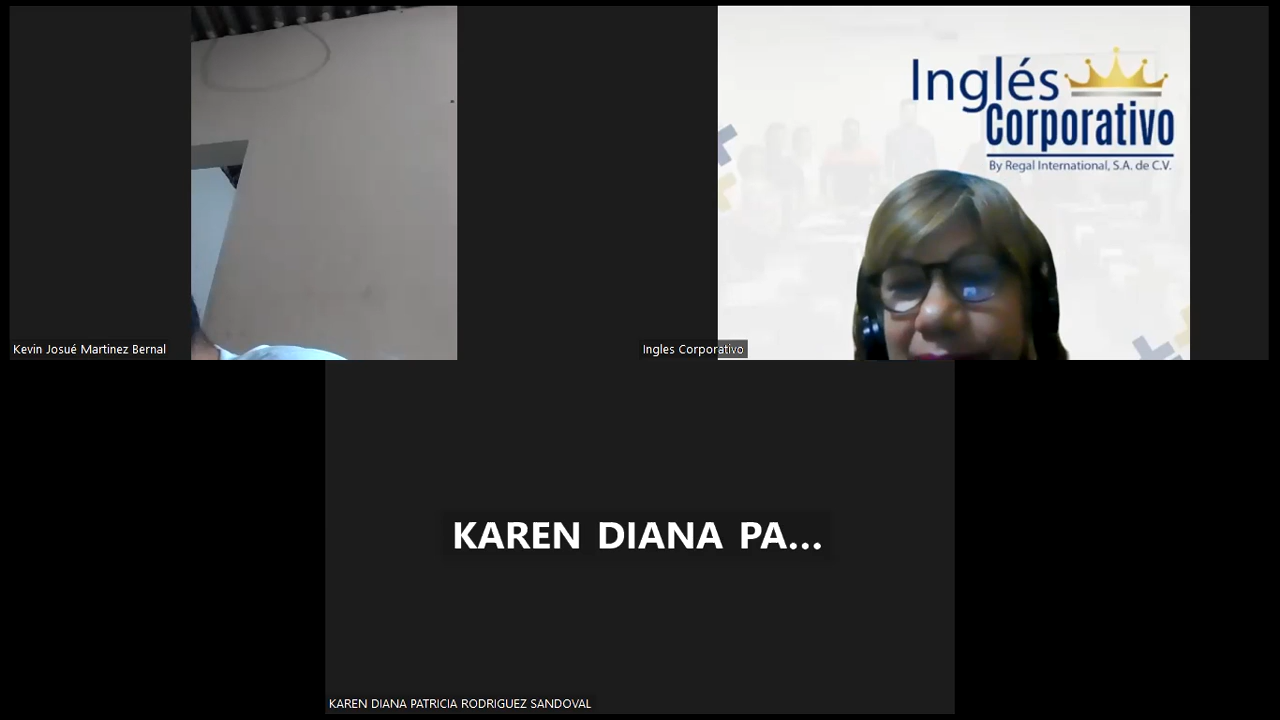 Inglés
Corporativo
By Regal International, S.A. de C.V.
Kevin Josué Martinez Bernal
Ingles Corporativo
KAREN DIANA PA...
KAREN DIANA PATRICIA RODRIGUEZ SANDOVAL